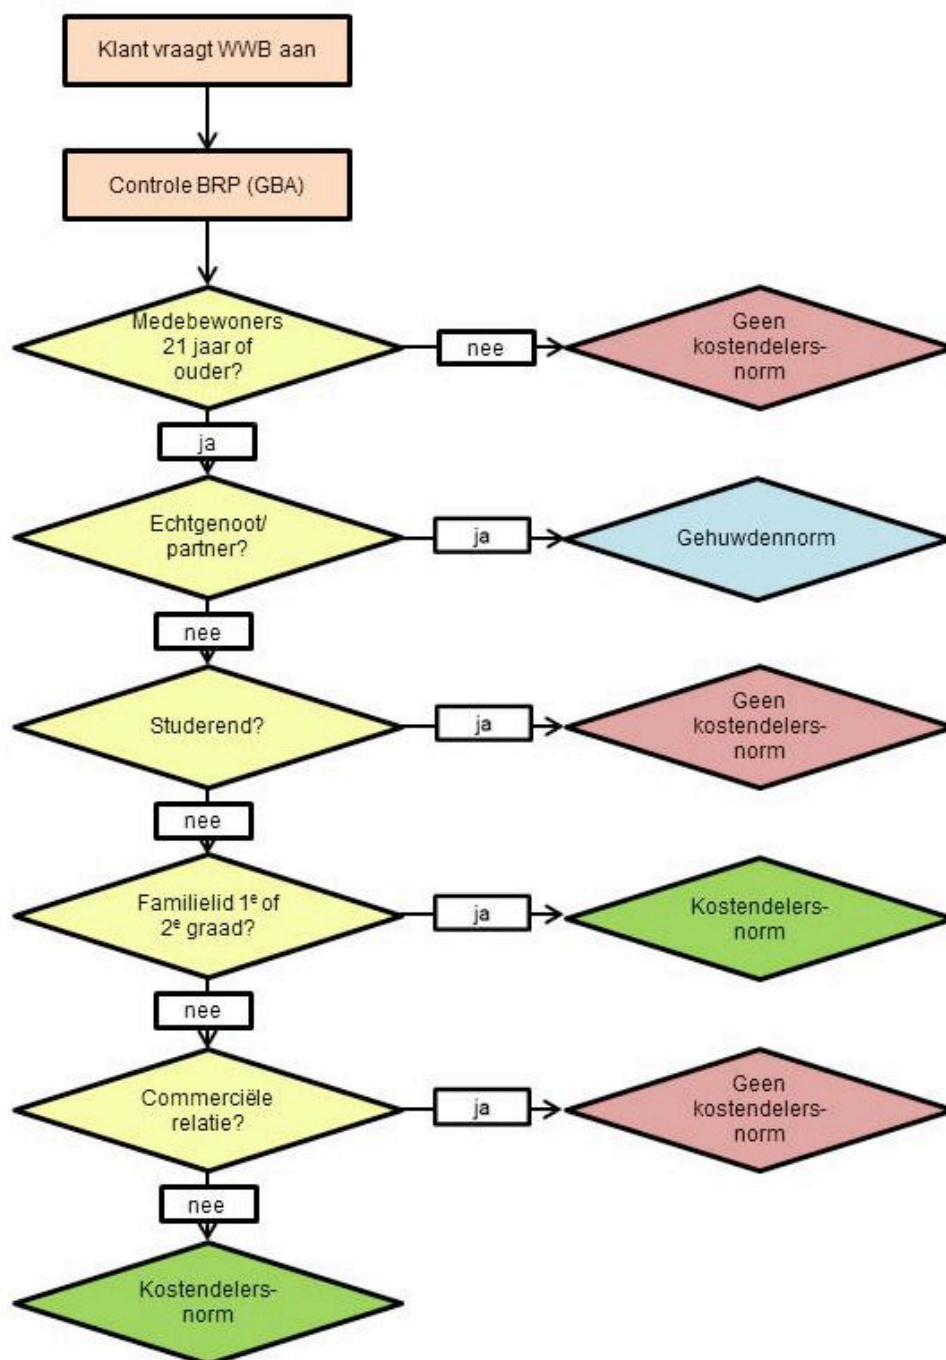 Klant vraagt WWB aan
Controle BRP (GBA)
Medebewoners
21 jaar of
ouder?
nee
Geen
kostendelers-
norm
ja
Echtgenoot/
partner?
ja
Gehuwdennorm
nee
Studerend?
ja
Geen
kostendelers-
norm
nee
Familielid 1e of
2e graad?
ja
Kostendelers-
norm
nee
Commerciële
relatie?
ja
Geen
kostendelers-
norm
nee
Kostendelers-
norm